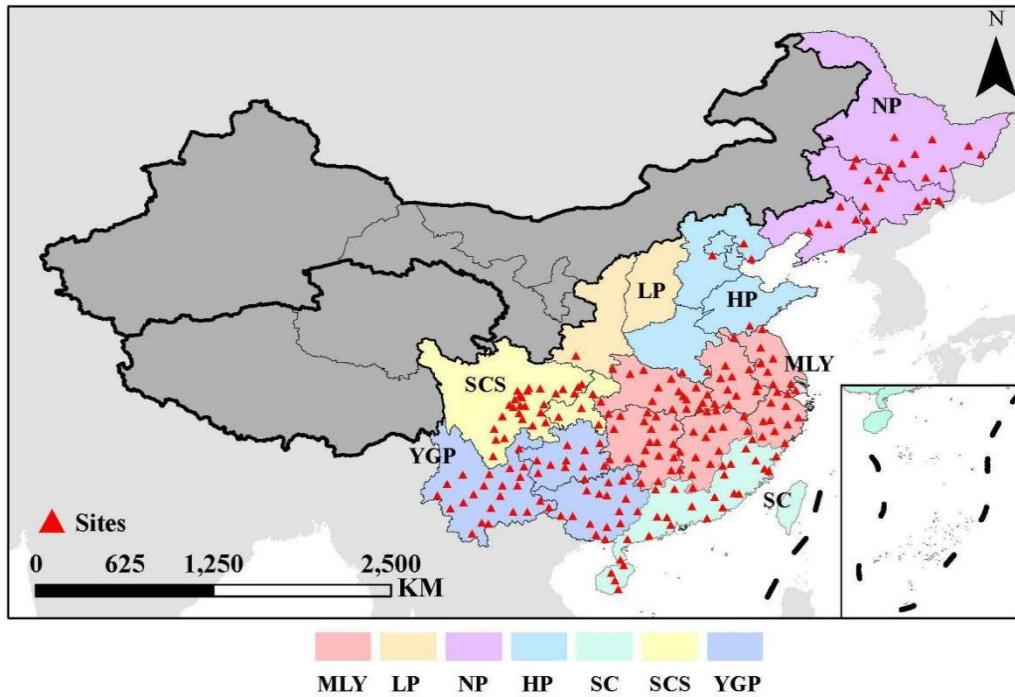 N
NP
LP
HP
SCS
MLY
YGP
SC
Sites
0 625 1,250 2,500
KM
MLY LP NP HP SC SCS YGP